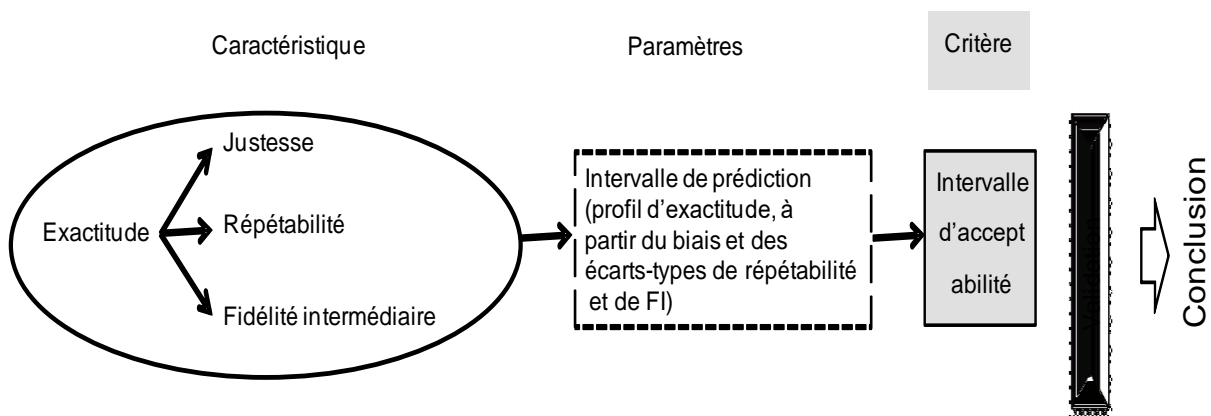 Caractéristique
Paramètres
Critère
Exactitude
Justesse
Répétabilité
Fidélité intermédiaire
Intervalle de prédiction
(profil d'exactitude, à
partir du biais et des
écarts-types de répétabilité
et de FI)
Intervalle
d'accept
abilité
Validation
Conclusion